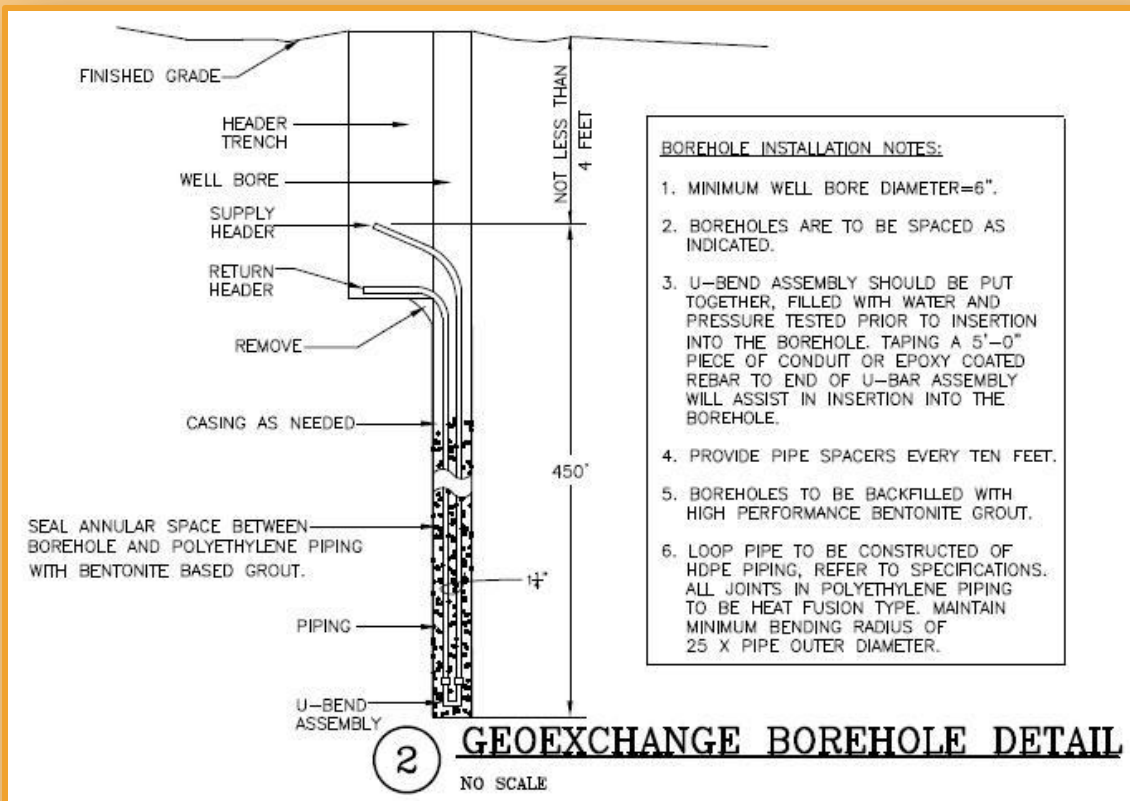 FINISHED GRADE
HEADER
TRENCH
WELL BORE
SUPPLY
HEADER
RETURN
HEADER
REMOVE
CASING AS NEEDED
SEAL ANNULAR SPACE BETWEEN
BOREHOLE AND POLYETHYLENE PIPING
WITH BENTONITE BASED GROUT.
PIPING
U-BEND
ASSEMBLY
NOT LESS THAN
4 FEET
450'
1¼"
BOREHOLE INSTALLATION NOTES:
1. MINIMUM WELL BORE DIAMETER=6".
2. BOREHOLES ARE TO BE SPACED AS
INDICATED.
3. U-BEND ASSEMBLY SHOULD BE PUT
TOGETHER, FILLED WITH WATER AND
PRESSURE TESTED PRIOR TO INSERTION
INTO THE BOREHOLE. TAPING A 5'-0"
PIECE OF CONDUIT OR EPOXY COATED
REBAR TO END OF U-BAR ASSEMBLY
WILL ASSIST IN INSERTION INTO THE
BOREHOLE.
4. PROVIDE PIPE SPACERS EVERY TEN FEET.
5. BOREHOLES TO BE BACKFILLED WITH
HIGH PERFORMANCE BENTONITE GROUT.
6. LOOP PIPE TO BE CONSTRUCTED OF
HDPE PIPING, REFER TO SPECIFICATIONS.
ALL JOINTS IN POLYETHYLENE PIPING
TO BE HEAT FUSION TYPE. MAINTAIN
MINIMUM BENDING RADIUS OF
25 X PIPE OUTER DIAMETER.
2 GEOEXCHANGE BOREHOLE DETAIL
NO SCALE